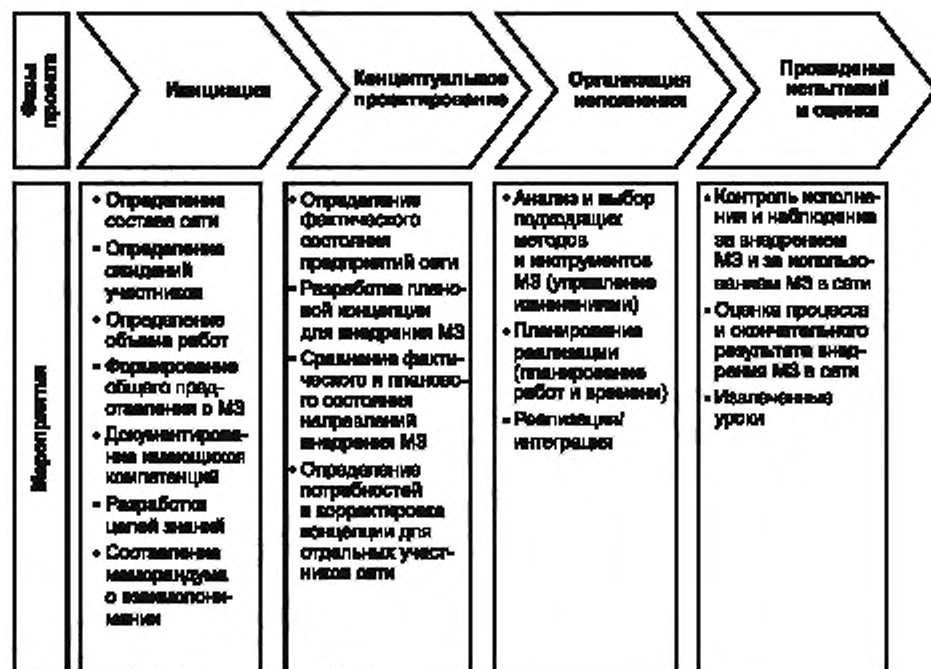 Фазы
проекта
Инициация
Концептуальное
проектирование
Организация
исполнения
Проведение
испытаний
и оценка
Мероприятия
• Определение
состава сети
• Определение
ожиданий
участников
• Определение
объема работ
• Формирование
общего пред-
ставления о МЗ
• Документирова-
ние имеющихся
компетенций
• Разработка
целей знаний
• Составление
меморандума
о взаимопони-
мании
• Определение
фактического
состояния
предприятий сети
• Разработка плано-
вой концепции
для внедрения МЗ
• Сравнение факти-
ческого и планово-
го состояния
направлений
внедрения МЗ
• Определение
потребностей
и корректировка
концепции для
отдельных участ-
ников сети
• Анализ и выбор
подходящих
методов
и инструментов
МЗ (управление
изменениями)
• Планирование
реализации
(планирование
работ и времени)
• Реализация/
интеграция
• Контроль исполне-
ния и наблюдение
за внедрением
МЗ и за использо-
ванием МЗ в сети
• Оценка процесса
и окончательного
результата внед-
рения МЗ в сети
• Извлеченные
уроки